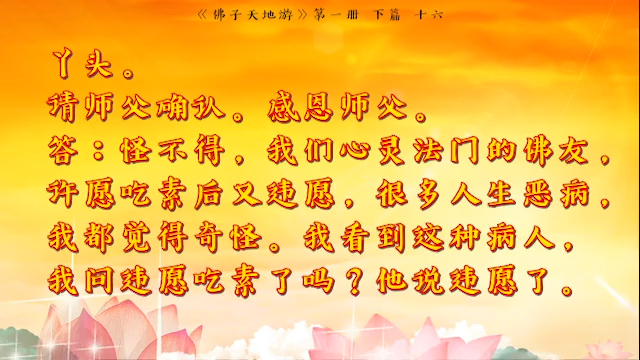 《佛子天地游》第一册 下篇 十六
丫头。
请师父确认。感恩师父。
答：怪不得，我们心灵法门的佛友，
许愿吃素后又违愿，很多人生恶病，
我都觉得奇怪。我看到这种病人，
我问违愿吃素了吗？他说违愿了。